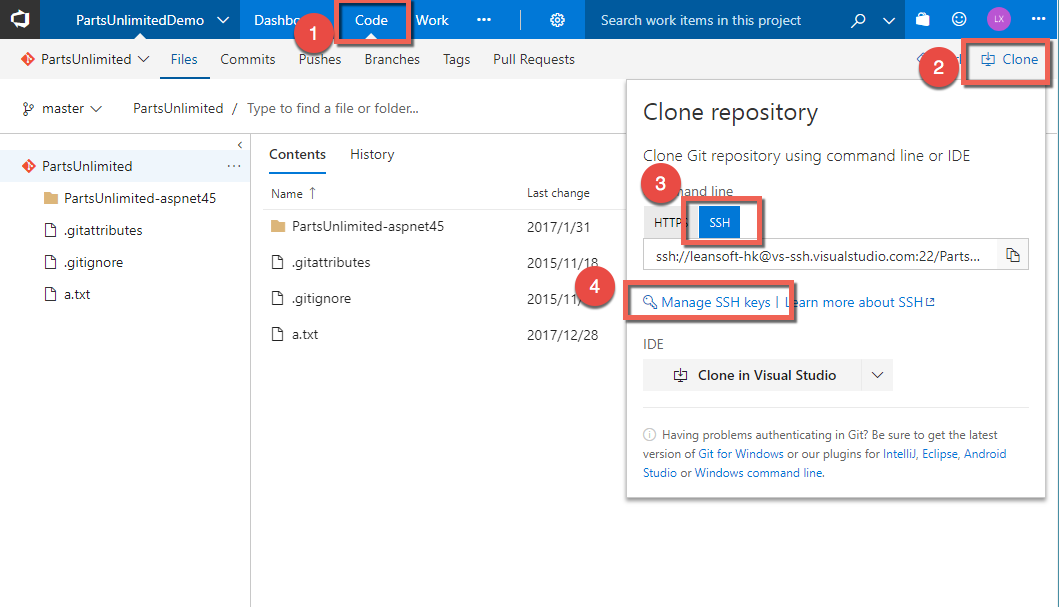 PartsUnlimitedDemo Code Work ••• Search work items in this project LX •••
1
PartsUnlimited Files Commits Pushes Branches Tags Pull Requests 2 Clone
master PartsUnlimited / Type to find a file or folder...
PartsUnlimited ...
PartsUnlimited-aspnet45
.gitattributes
.gitignore
a.txt
Contents History
Name ↑ Last change
PartsUnlimited-aspnet45 2017/1/31
.gitattributes 2015/11/18
.gitignore
a.txt 2017/12/28
Clone repository
Clone Git repository using command line or IDE
3 line
HTTPS SSH
ssh://leansoft-hk@vs-ssh.visualstudio.com:22/Parts...
4
Manage SSH keys | Learn more about SSH
IDE
Clone in Visual Studio
Having problems authenticating in Git? Be sure to get the latest
version of Git for Windows or our plugins for IntelliJ, Eclipse, Android
Studio or Windows command line.